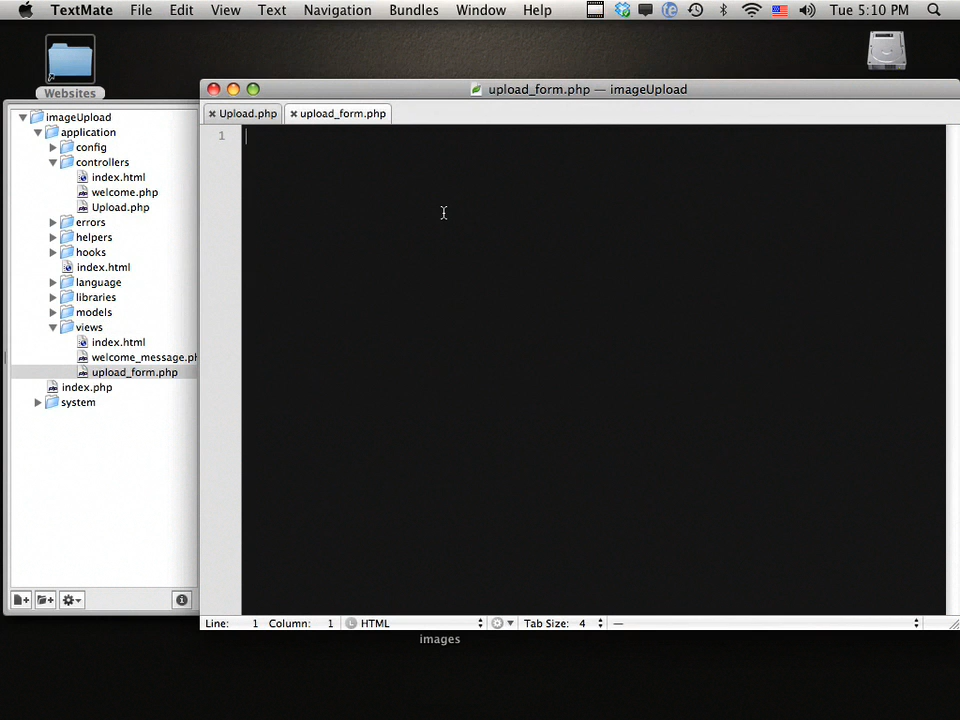 TextMate File Edit View Text Navigation Bundles Window Help Tue 5:10 PM
Websites
upload_form.php — imageUpload
Upload.php upload_form.php
1
imageUpload
application
config
controllers
index.html
welcome.php
Upload.php
errors
helpers
hooks
index.html
language
libraries
models
views
index.html
welcome_message.ph
upload_form.php
index.php
system
Line: 1 Column: 1 L HTML Tab Size: 4 —
images